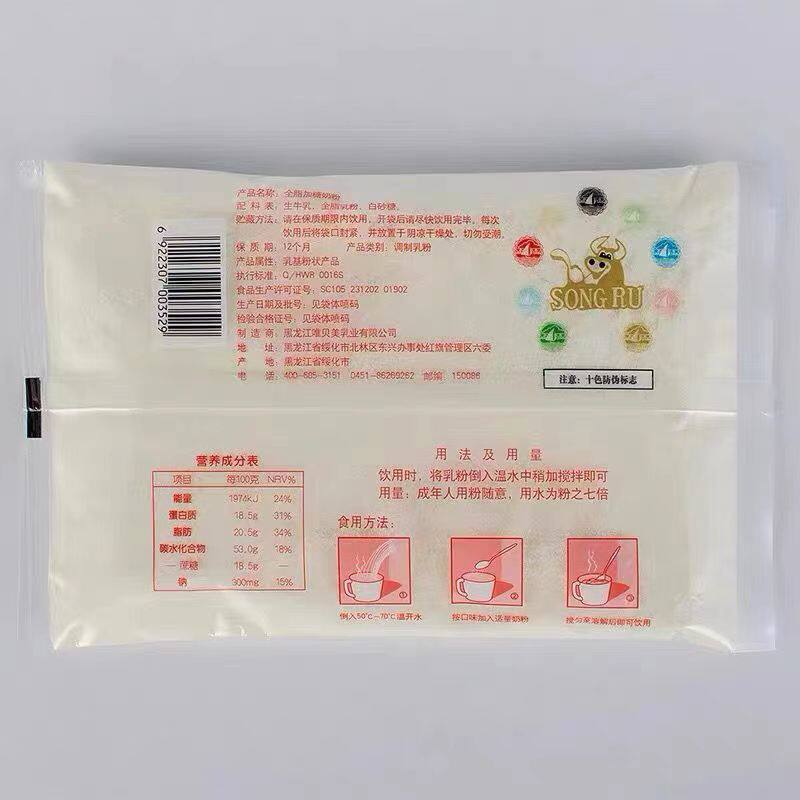 产品名称：全脂加糖奶粉
配 料 表：生牛乳、全脂乳粉、白砂糖。
贮藏方法：请在保质期限内饮用，开袋后请尽快饮用完毕。每次
饮用后将袋口封紧，并放置于阴凉干燥处，切勿受潮。
保 质 期：12个月 产品类别：调制乳粉
产品属性：乳基粉状产品
执行标准：Q/HWB 0016S
食品生产许可证号：SC105 231202 01902
生产日期及批号：见袋体喷码
检验合格证号：见袋体喷码
制 造 商：黑龙江唯贝美乳业有限公司
地 址：黑龙江省绥化市北林区东兴办事处红旗管理区六委
产 地：黑龙江省绥化市
电 话：400-605-3151 0451-86269262 邮编 150086
6 922307 003529
SONG RU
注意：十色防伪标志
营养成分表
项目 每100克 NRV%
能量 1974kJ 24%
蛋白质 18.5g 31%
脂肪 20.5g 34%
碳水化合物 53.0g 18%
—蔗糖 18.5g —
钠 300mg 15%
用 法 及 用 量
饮用时，将乳粉倒入温水中稍加搅拌即可
用量：成年人用粉随意，用水为粉之七倍
食用方法：
①
②
③
倒入50℃—70℃温开水
按口味加入适量奶粉
搅匀至溶解后即可饮用